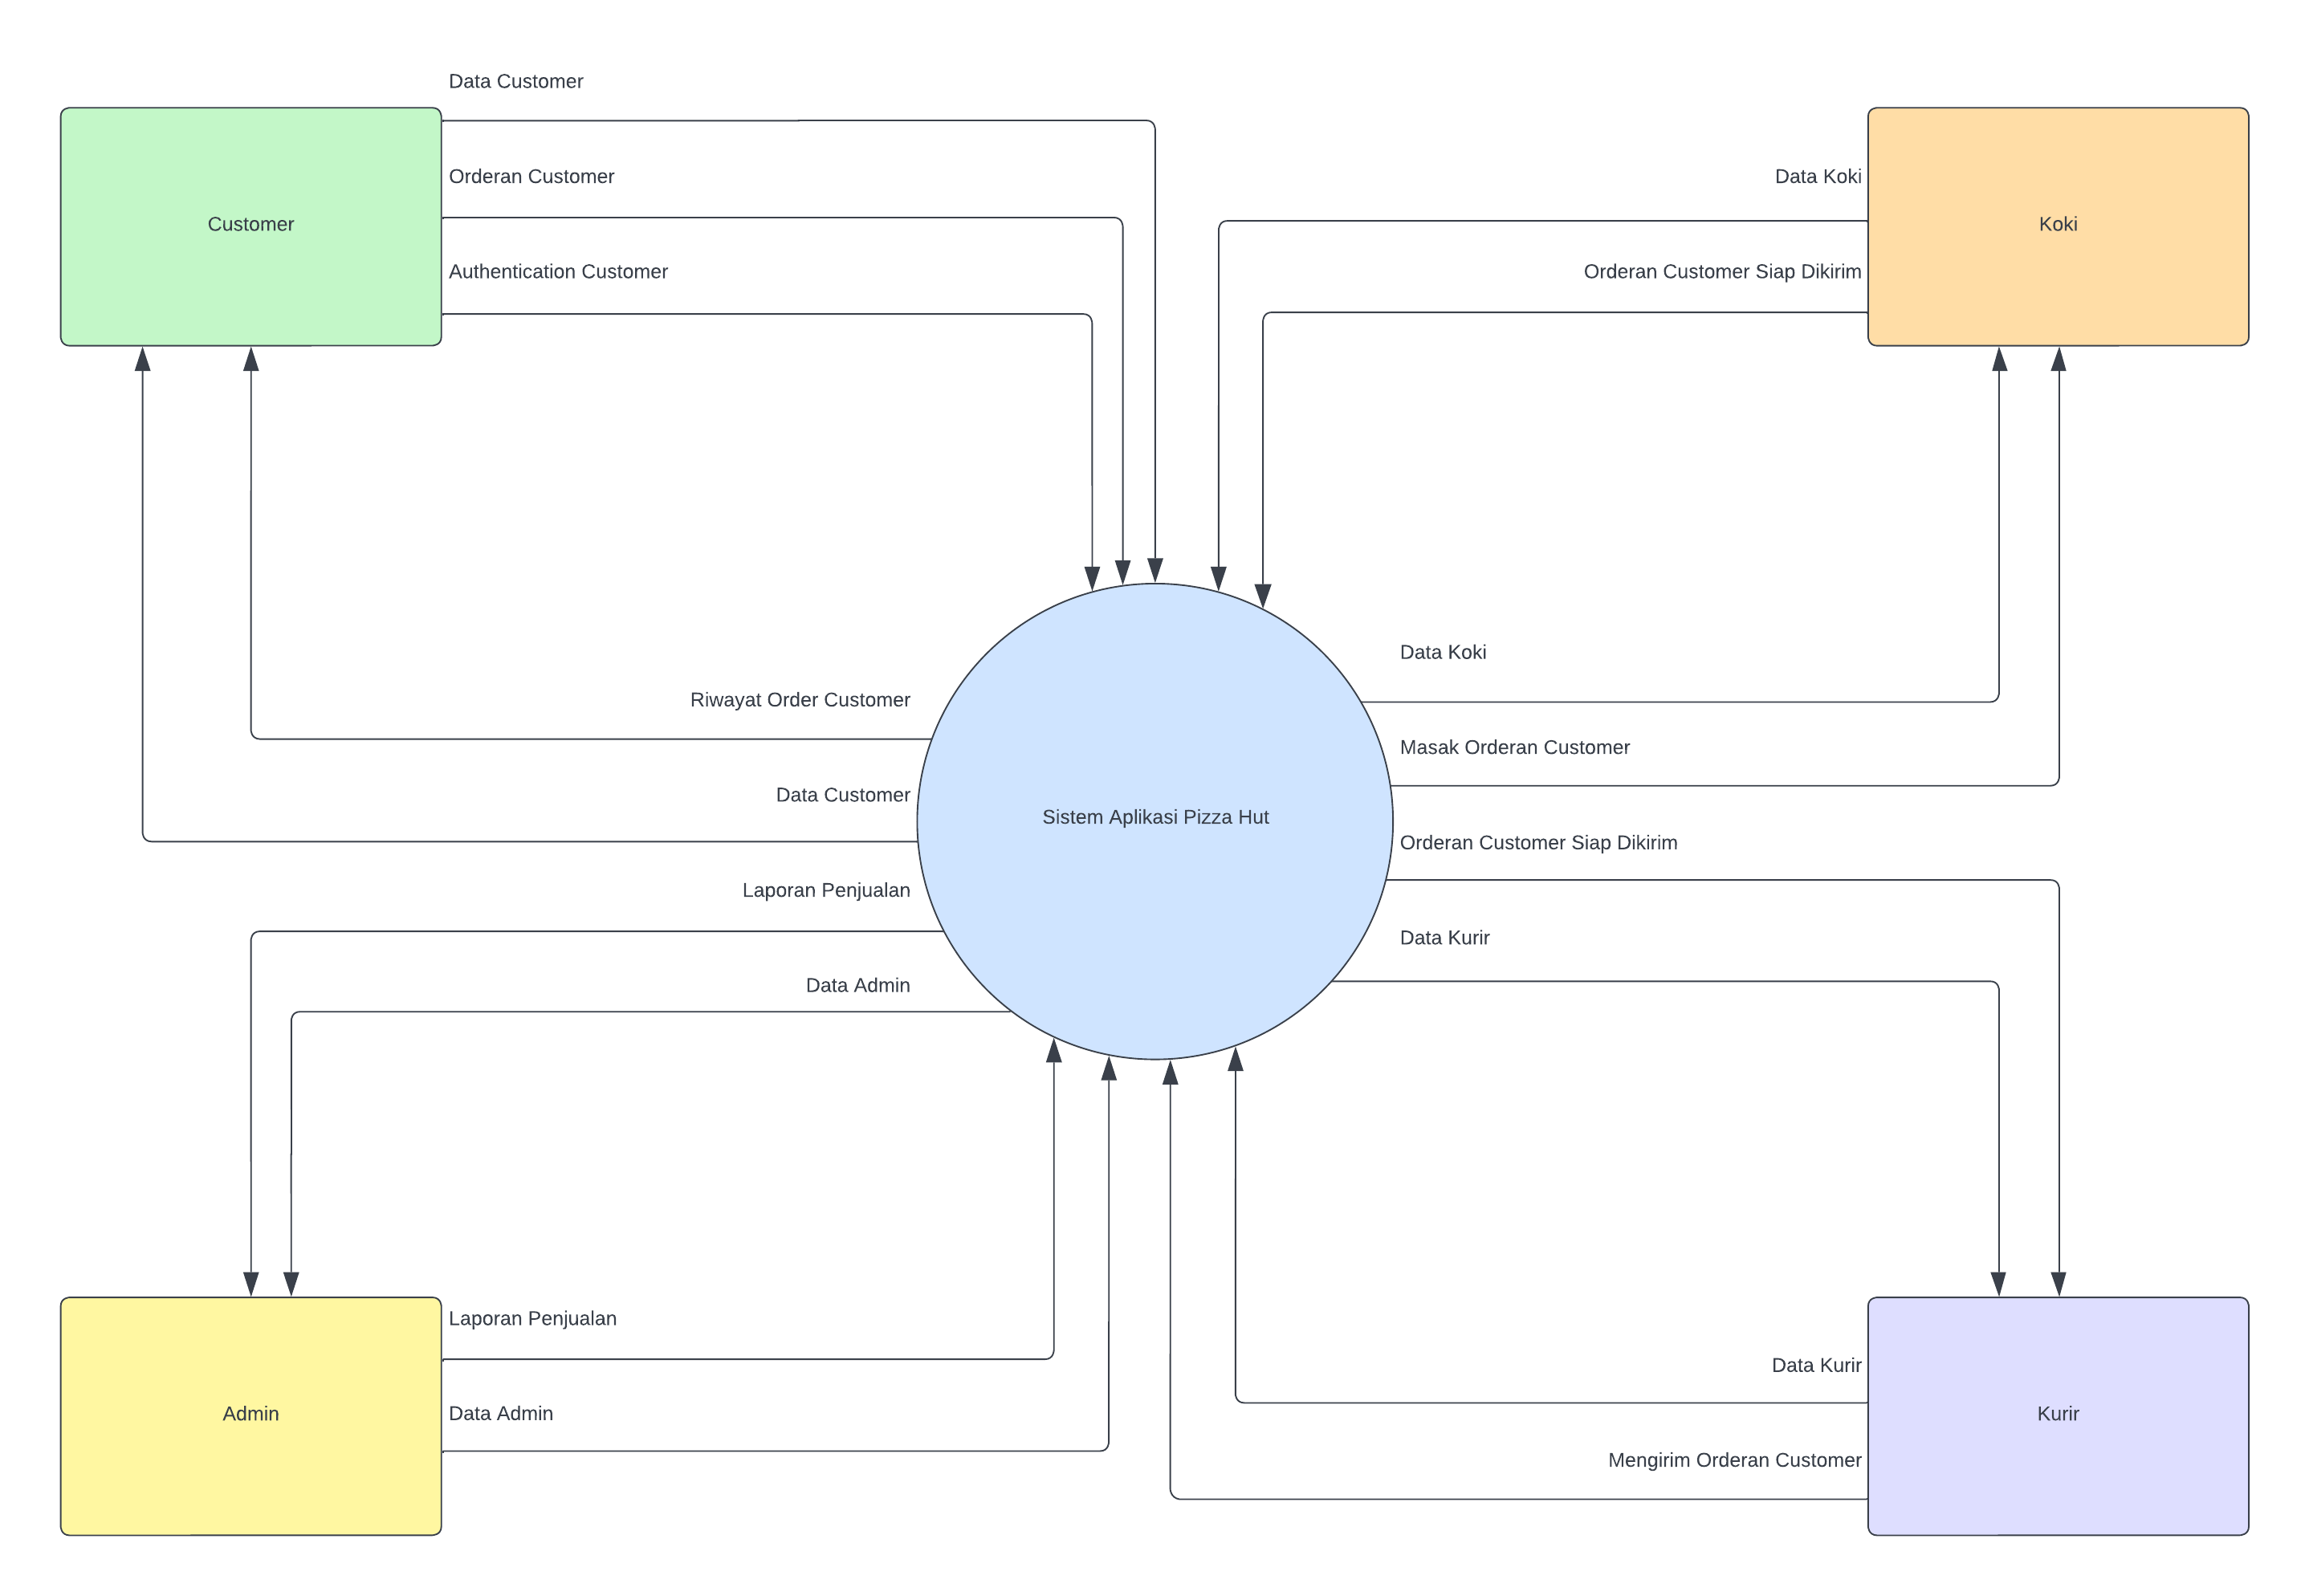 Data Customer
Orderan Customer
Data Koki
Customer
Koki
Authentication Customer
Orderan Customer Siap Dikirim
Data Koki
Riwayat Order Customer
Masak Orderan Customer
Data Customer
Sistem Aplikasi Pizza Hut
Orderan Customer Siap Dikirim
Laporan Penjualan
Data Kurir
Data Admin
Laporan Penjualan
Data Kurir
Admin
Data Admin
Kurir
Mengirim Orderan Customer